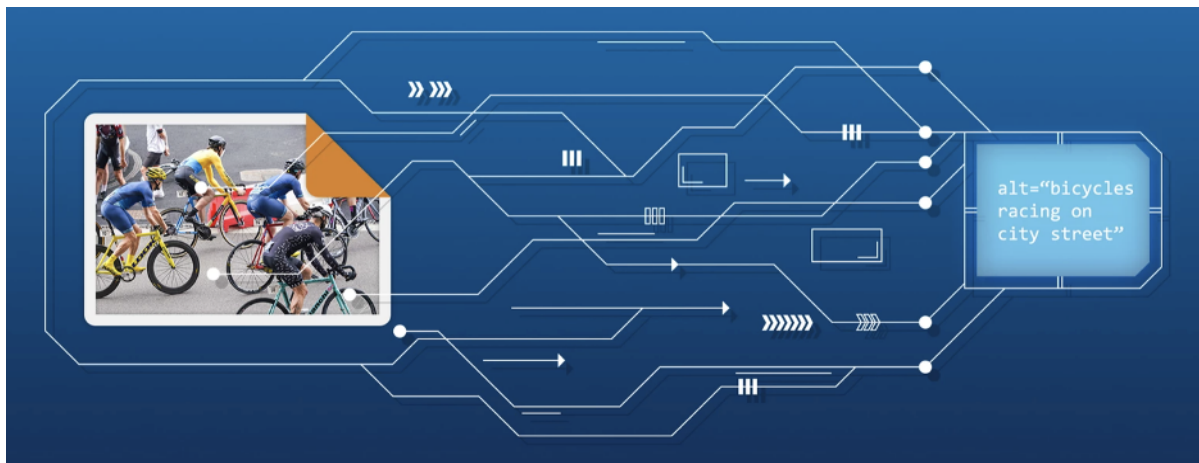 alt=“bicycles
racing on
city street”